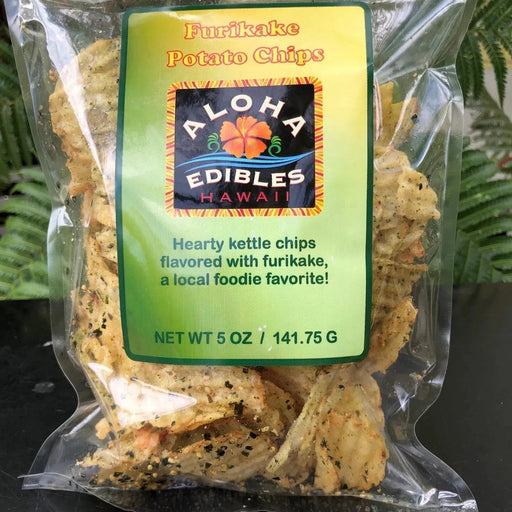 Furikake
Potato Chips
ALOHA
EDIBLES
HAWAII
Hearty kettle chips
flavored with furikake,
a local foodie favorite!
NET WT 5 OZ / 141.75 G